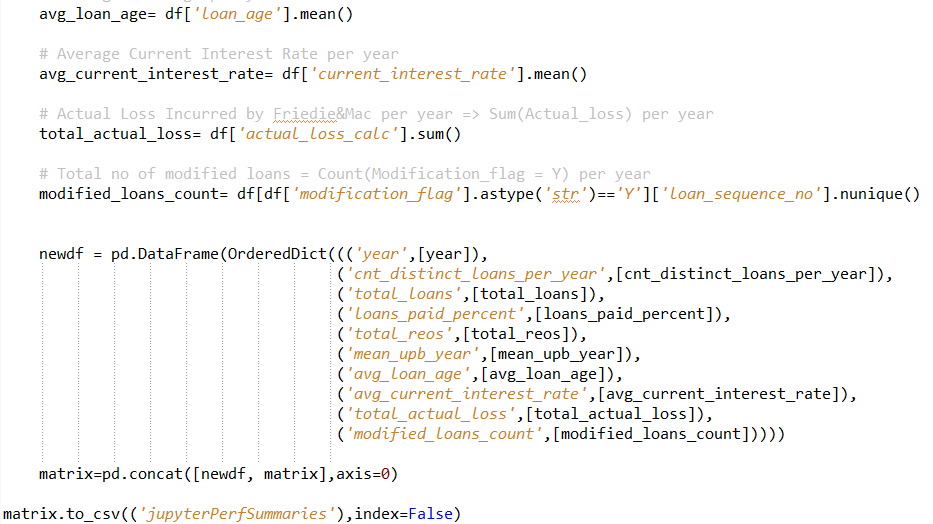 avg_loan_age= df['loan_age'].mean()
# Average Current Interest Rate per year
avg_current_interest_rate= df['current_interest_rate'].mean()
# Actual Loss Incurred by Friedie&Mac per year => Sum(Actual_loss) per year
total_actual_loss= df['actual_loss_calc'].sum()
# Total no of modified loans = Count(Modification_flag = Y) per year
modified_loans_count= df[df['modification_flag'].astype('str')=='Y']['loan_sequence_no'].nunique()
newdf = pd.DataFrame(OrderedDict((('year',[year]),
('cnt_distinct_loans_per_year',[cnt_distinct_loans_per_year]),
('total_loans',[total_loans]),
('loans_paid_percent',[loans_paid_percent]),
('total_reos',[total_reos]),
('mean_upb_year',[mean_upb_year]),
('avg_loan_age',[avg_loan_age]),
('avg_current_interest_rate',[avg_current_interest_rate]),
('total_actual_loss',[total_actual_loss]),
('modified_loans_count',[modified_loans_count]))))
matrix=pd.concat([newdf, matrix],axis=0)
matrix.to_csv(('jupyterPerfSummaries'),index=False)